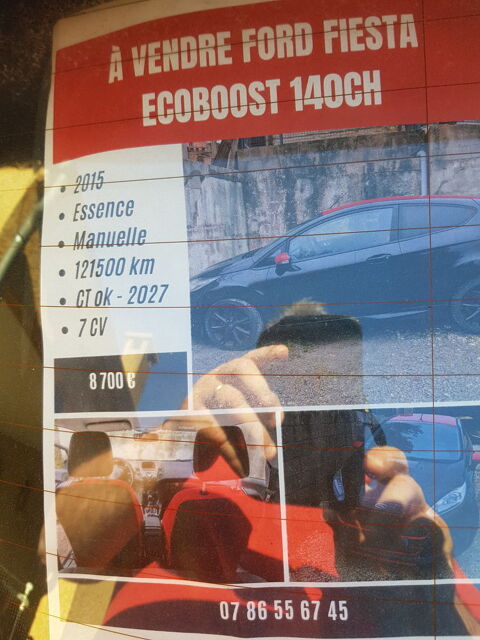 À VENDRE FORD FIESTA
ECOBOOST 140CH
• 2015
• Essence
• Manuelle
• 121500 km
• CT ok - 2027
• 7 CV
8 700 €
07 86 55 67 45